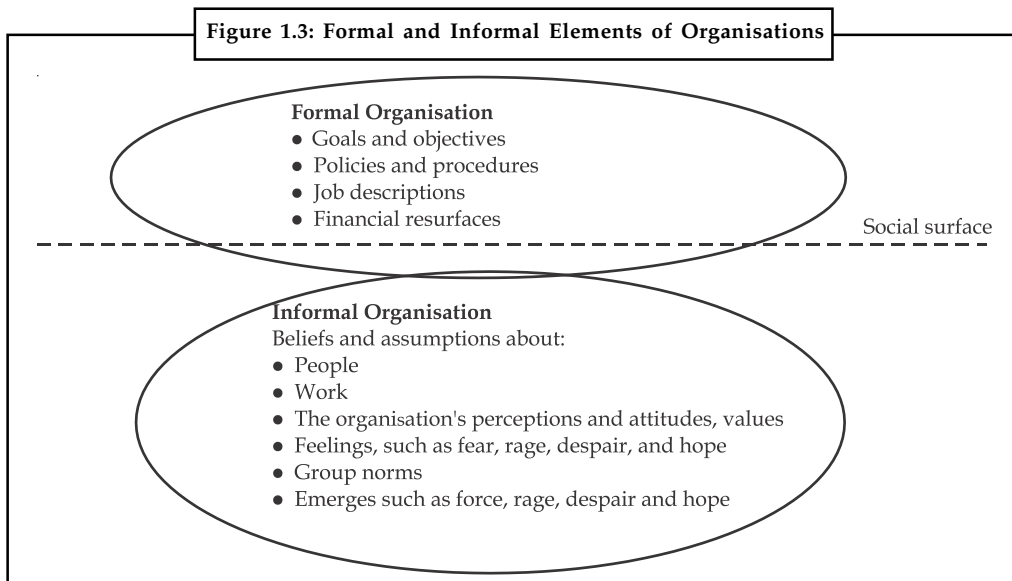 Figure 1.3: Formal and Informal Elements of Organisations
Formal Organisation
● Goals and objectives
● Policies and procedures
● Job descriptions
● Financial resurfaces
Social surface
Informal Organisation
Beliefs and assumptions about:
● People
● Work
● The organisation's perceptions and attitudes, values
● Feelings, such as fear, rage, despair, and hope
● Group norms
● Emerges such as force, rage, despair and hope